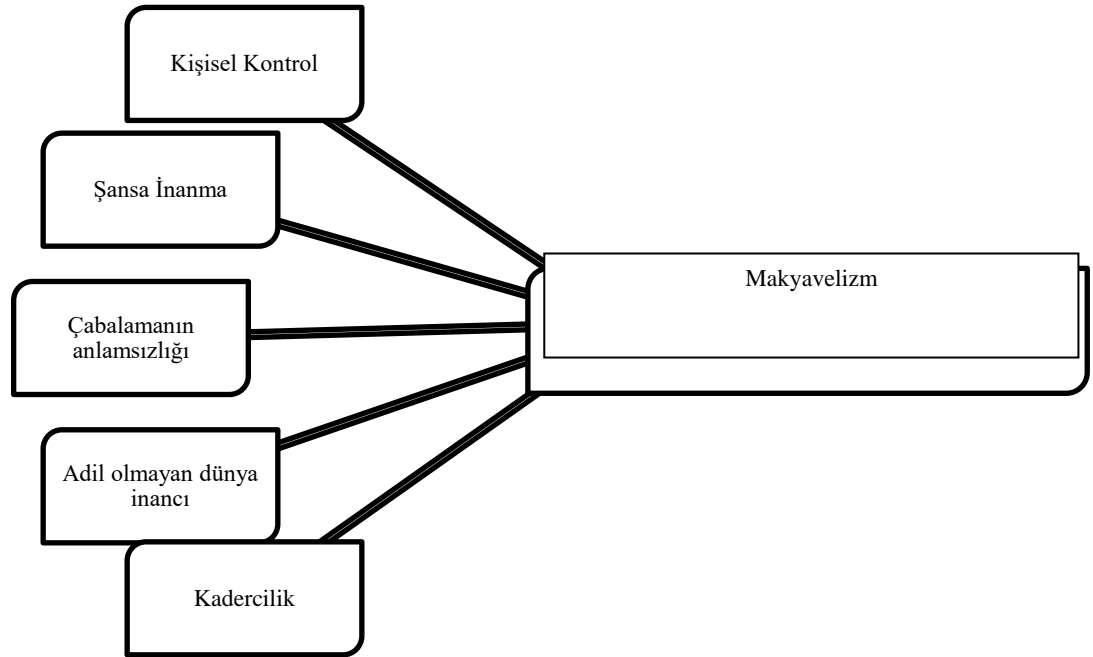 Kişisel Kontrol
Şansa İnanma
Çabalamanın
anlamsızlığı
Adil olmayan dünya
inancı
Kadercilik
Makyavelizm